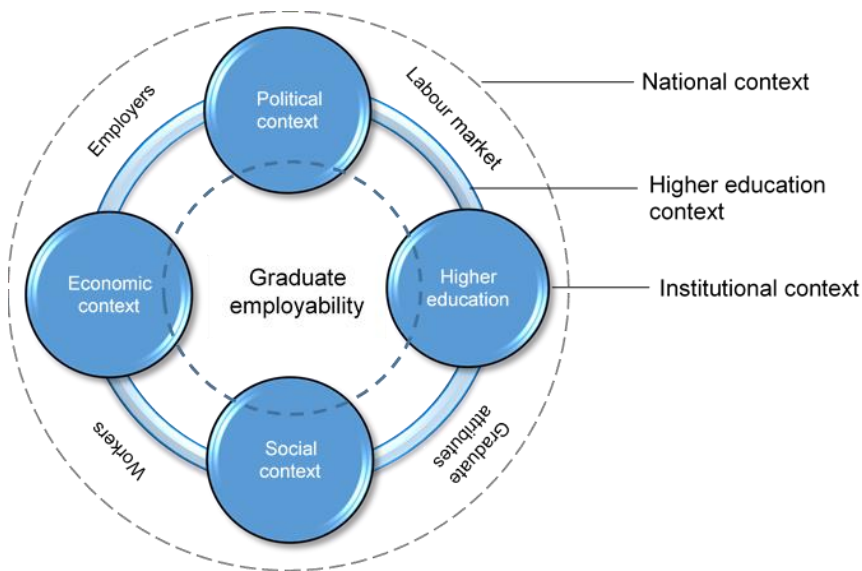 Political
context
Employers
Labour market
National context
Higher education
context
Economic
context
Graduate
employability
Higher
education
Institutional context
Workers
Social
context
Graduate
attributes